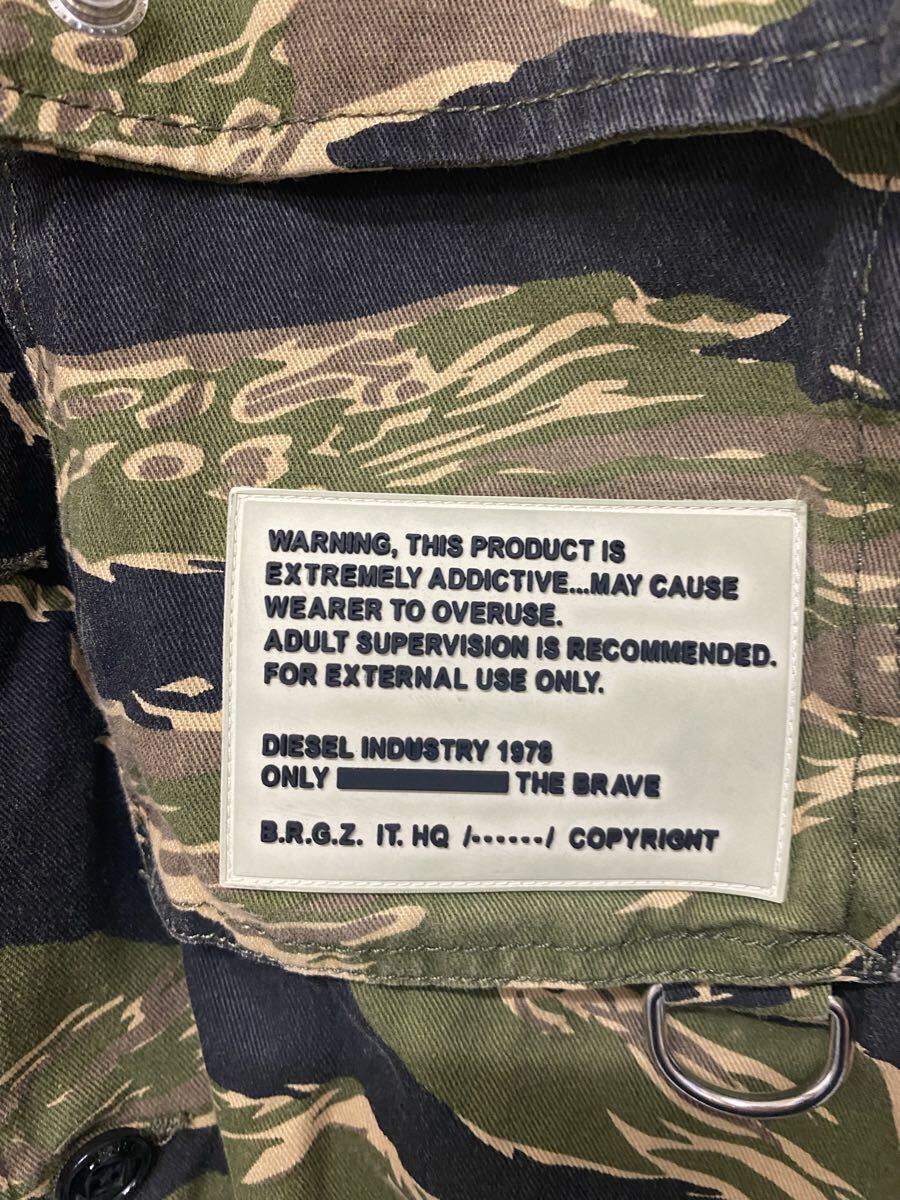 WARNING, THIS PRODUCT IS
EXTREMELY ADDICTIVE...MAY CAUSE
WEARER TO OVERUSE.
ADULT SUPERVISION IS RECOMMENDED.
FOR EXTERNAL USE ONLY.
DIESEL INDUSTRY 1978
ONLY THE BRAVE
B.R.G.Z. IT. HQ /------/ COPYRIGHT